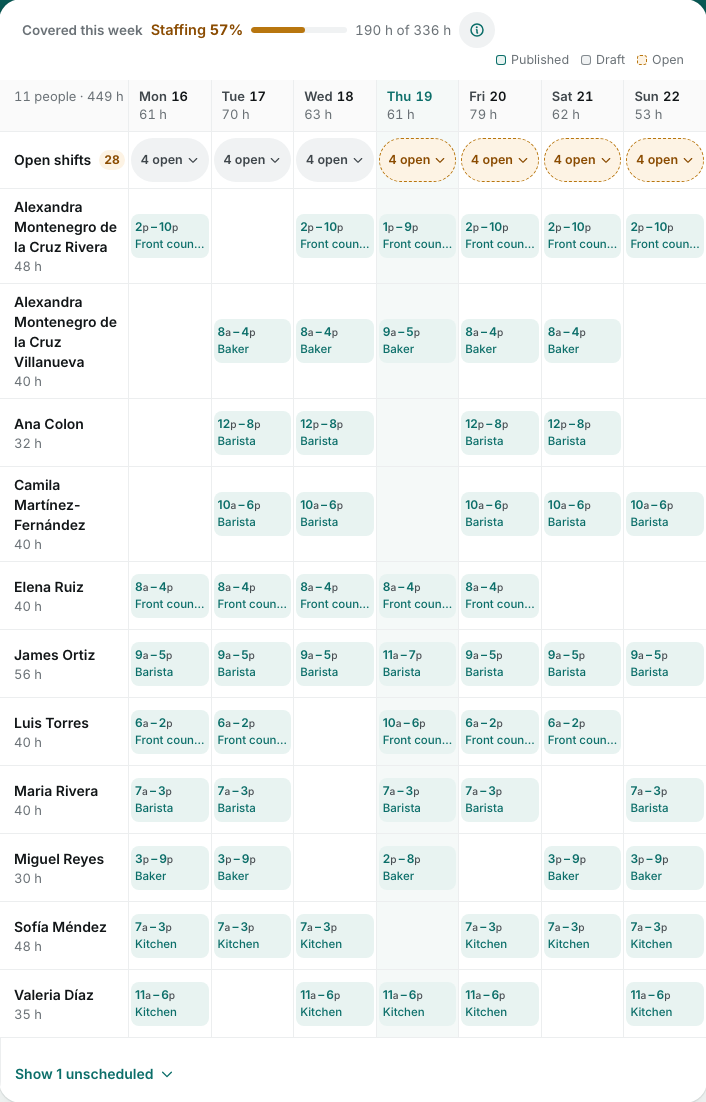 Covered this week Staffing 57% 190 h of 336 h
Published Draft Open
11 people · 449 h Mon 16 Tue 17 Wed 18 Thu 19 Fri 20 Sat 21 Sun 22
61 h 70 h 63 h 61 h 79 h 62 h 53 h
Open shifts 28 4 open 4 open 4 open 4 open 4 open 4 open 4 open
Alexandra
Montenegro de
la Cruz Rivera
48 h
2p–10p 2p–10p 1p–9p 2p–10p 2p–10p 2p–10p
Front coun... Front coun... Front coun... Front coun... Front coun... Front coun...
Alexandra
Montenegro de
la Cruz
Villanueva
40 h
8a–4p 8a–4p 9a–5p 8a–4p 8a–4p
Baker Baker Baker Baker Baker
Ana Colon
32 h
12p–8p 12p–8p 12p–8p 12p–8p
Barista Barista Barista Barista
Camila
Martínez-
Fernández
40 h
10a–6p 10a–6p 10a–6p 10a–6p 10a–6p
Barista Barista Barista Barista Barista
Elena Ruiz
40 h
8a–4p 8a–4p 8a–4p 8a–4p 8a–4p
Front coun... Front coun... Front coun... Front coun... Front coun...
James Ortiz
56 h
9a–5p 9a–5p 9a–5p 11a–7p 9a–5p 9a–5p 9a–5p
Barista Barista Barista Barista Barista Barista Barista
Luis Torres
40 h
6a–2p 6a–2p 10a–6p 6a–2p 6a–2p
Front coun... Front coun... Front coun... Front coun... Front coun...
Maria Rivera
40 h
7a–3p 7a–3p 7a–3p 7a–3p 7a–3p
Barista Barista Barista Barista Barista
Miguel Reyes
30 h
3p–9p 3p–9p 2p–8p 3p–9p 3p–9p
Baker Baker Baker Baker Baker
Sofía Méndez
48 h
7a–3p 7a–3p 7a–3p 7a–3p 7a–3p 7a–3p
Kitchen Kitchen Kitchen Kitchen Kitchen Kitchen
Valeria Díaz
35 h
11a–6p 11a–6p 11a–6p 11a–6p 11a–6p
Kitchen Kitchen Kitchen Kitchen Kitchen
Show 1 unscheduled